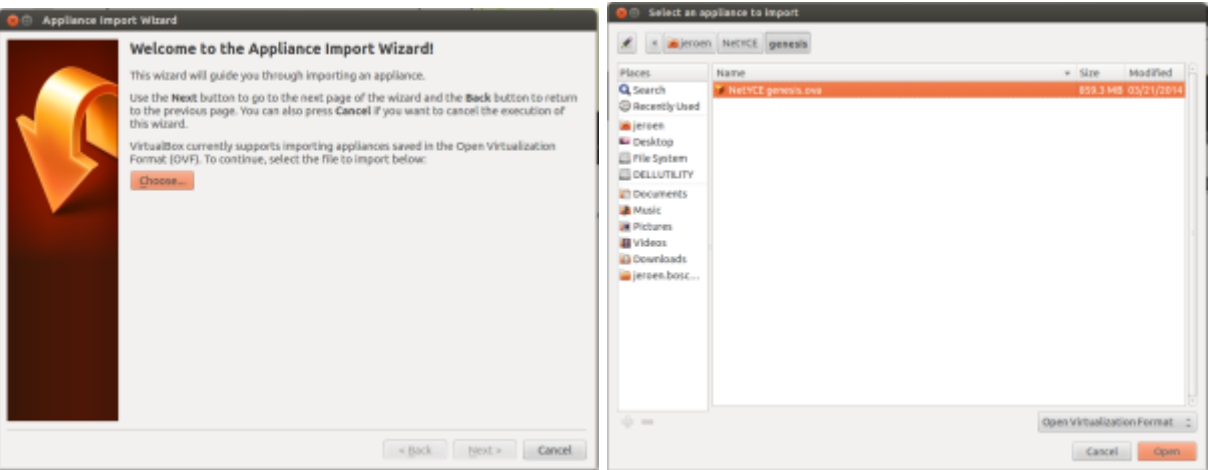 Appliance Import Wizard
Welcome to the Appliance Import Wizard!
This wizard will guide you through importing an appliance.
Use the Next button to go to the next page of the wizard and the Back button to return
to the previous page. You can also press Cancel if you want to cancel the execution of
this wizard.
VirtualBox currently supports importing appliances saved in the Open Virtualization
Format (OVF). To continue, select the file to import below:
Choose...
< Back Next > Cancel
Select an appliance to import
jeroen NetYCE genesis
Places Name Size Modified
Search NetYCE genesis.ova 859.3 MB 03/21/2014
Recently Used
jeroen
Desktop
File System
DELLUTILITY
Documents
Music
Pictures
Videos
Downloads
jeroen.bosc...
Open Virtualization Format
Cancel Open